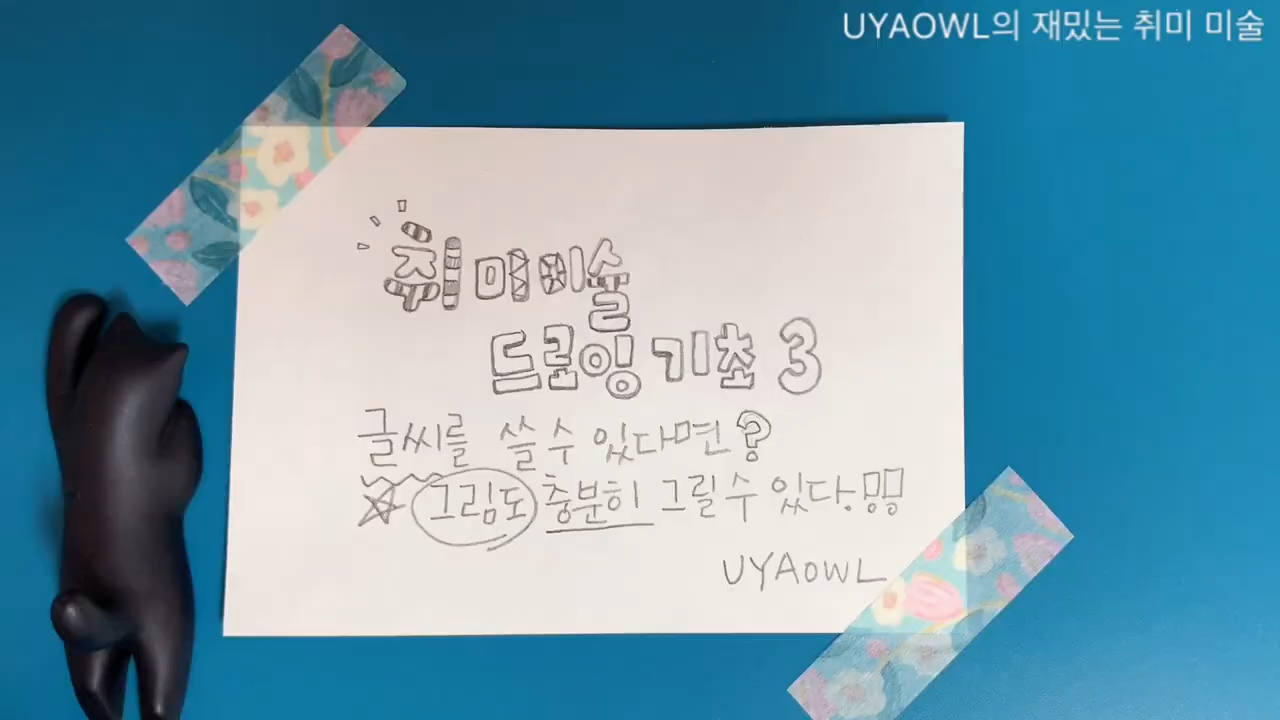 UYAOWL의 재밌는 취미 미술
취미미술
드로잉 기초 3
글씨를 쓸 수 있다면?
그림도 충분히 그릴 수 있다!!!
UYAOWL